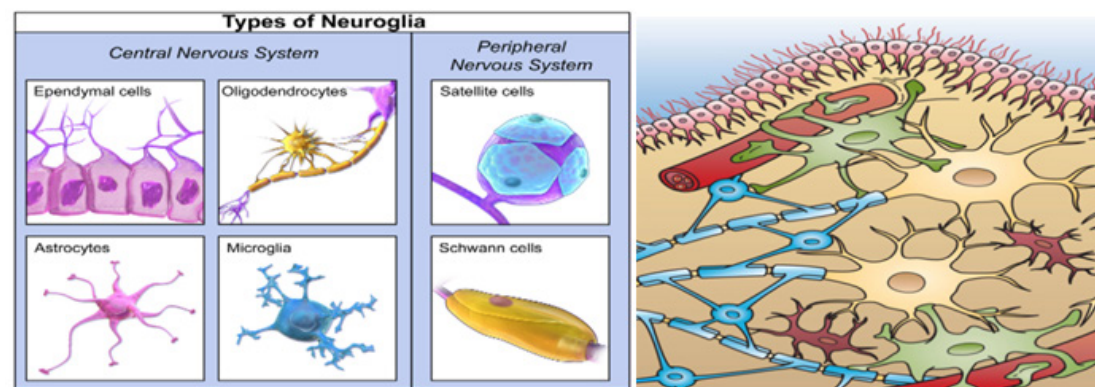 Types of Neuroglia
Central Nervous System
Peripheral
Nervous System
Ependymal cells
Oligodendrocytes
Satellite cells
Astrocytes
Microglia
Schwann cells